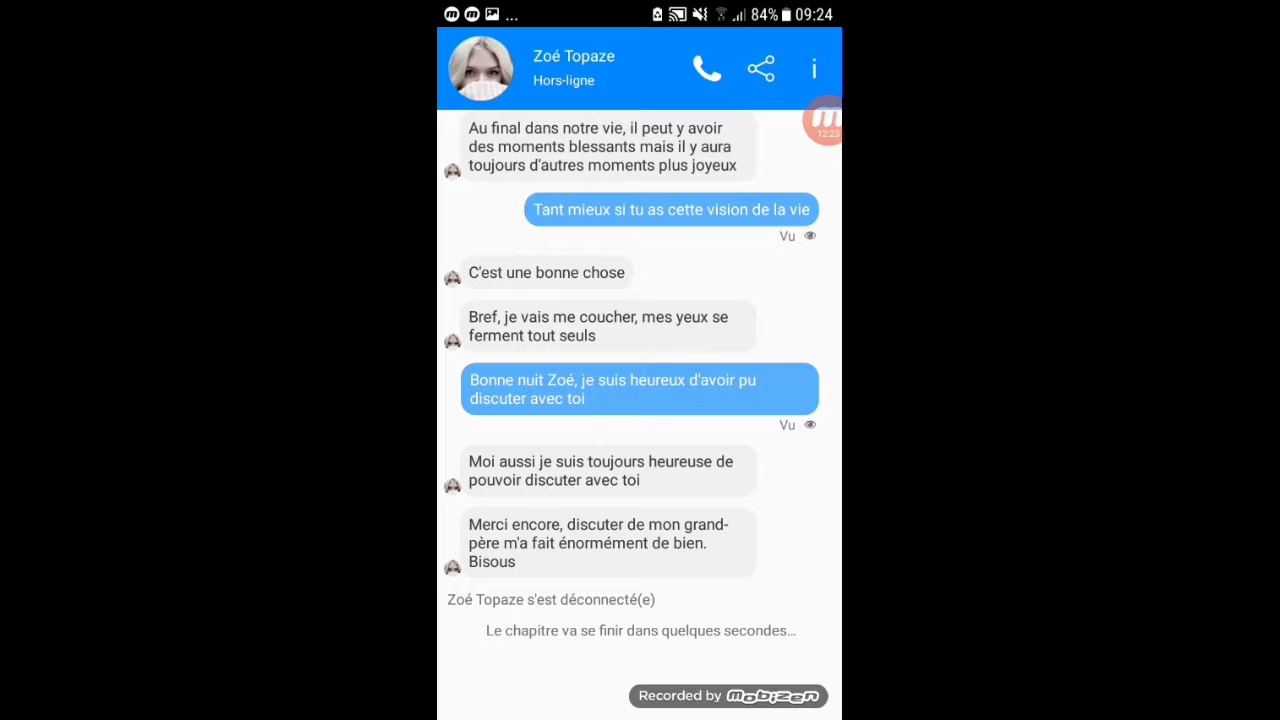 ... 84% 09:24
Zoé Topaze
Hors-ligne
12:23
Au final dans notre vie, il peut y avoir
des moments blessants mais il y aura
toujours d'autres moments plus joyeux
Tant mieux si tu as cette vision de la vie
Vu
C'est une bonne chose
Bref, je vais me coucher, mes yeux se
ferment tout seuls
Bonne nuit Zoé, je suis heureux d'avoir pu
discuter avec toi
Vu
Moi aussi je suis toujours heureuse de
pouvoir discuter avec toi
Merci encore, discuter de mon grand-
père m'a fait énormément de bien.
Bisous
Zoé Topaze s'est déconnecté(e)
Le chapitre va se finir dans quelques secondes...
Recorded by mobizen